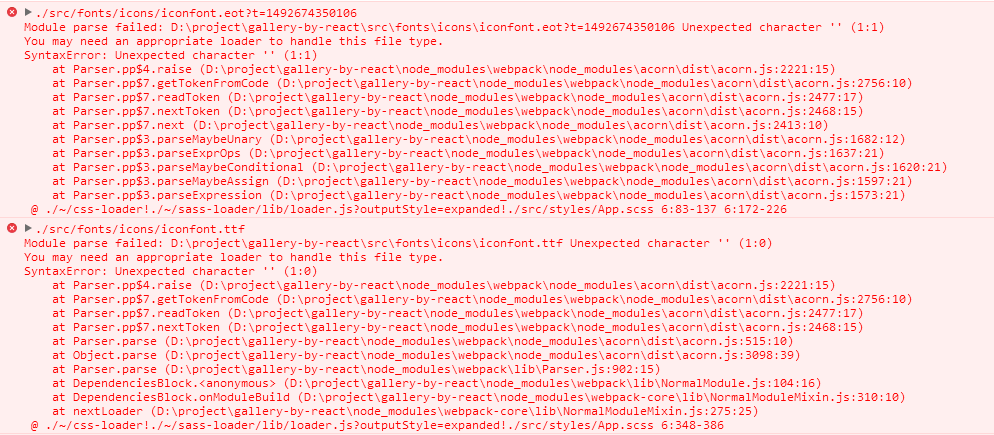 ./src/fonts/icons/iconfont.eot?t=1492674350106
Module parse failed: D:\project\gallery-by-react\src\fonts\icons\iconfont.eot?t=1492674350106 Unexpected character '' (1:1)
You may need an appropriate loader to handle this file type.
SyntaxError: Unexpected character '' (1:1)
    at Parser.pp$4.raise (D:\project\gallery-by-react\node_modules\webpack\node_modules\acorn\dist\acorn.js:2221:15)
    at Parser.pp$7.getTokenFromCode (D:\project\gallery-by-react\node_modules\webpack\node_modules\acorn\dist\acorn.js:2756:10)
    at Parser.pp$7.readToken (D:\project\gallery-by-react\node_modules\webpack\node_modules\acorn\dist\acorn.js:2477:17)
    at Parser.pp$7.nextToken (D:\project\gallery-by-react\node_modules\webpack\node_modules\acorn\dist\acorn.js:2468:15)
    at Parser.pp$7.next (D:\project\gallery-by-react\node_modules\webpack\node_modules\acorn\dist\acorn.js:2413:10)
    at Parser.pp$3.parseMaybeUnary (D:\project\gallery-by-react\node_modules\webpack\node_modules\acorn\dist\acorn.js:1682:12)
    at Parser.pp$3.parseExprOps (D:\project\gallery-by-react\node_modules\webpack\node_modules\acorn\dist\acorn.js:1637:21)
    at Parser.pp$3.parseMaybeConditional (D:\project\gallery-by-react\node_modules\webpack\node_modules\acorn\dist\acorn.js:1620:21)
    at Parser.pp$3.parseMaybeAssign (D:\project\gallery-by-react\node_modules\webpack\node_modules\acorn\dist\acorn.js:1597:21)
    at Parser.pp$3.parseExpression (D:\project\gallery-by-react\node_modules\webpack\node_modules\acorn\dist\acorn.js:1573:21)
 @ ./~/css-loader!./~/sass-loader/lib/loader.js?outputStyle=expanded!./src/styles/App.scss 6:83-137 6:172-226
./src/fonts/icons/iconfont.ttf
Module parse failed: D:\project\gallery-by-react\src\fonts\icons\iconfont.ttf Unexpected character '' (1:0)
You may need an appropriate loader to handle this file type.
SyntaxError: Unexpected character '' (1:0)
    at Parser.pp$4.raise (D:\project\gallery-by-react\node_modules\webpack\node_modules\acorn\dist\acorn.js:2221:15)
    at Parser.pp$7.getTokenFromCode (D:\project\gallery-by-react\node_modules\webpack\node_modules\acorn\dist\acorn.js:2756:10)
    at Parser.pp$7.readToken (D:\project\gallery-by-react\node_modules\webpack\node_modules\acorn\dist\acorn.js:2477:17)
    at Parser.pp$7.nextToken (D:\project\gallery-by-react\node_modules\webpack\node_modules\acorn\dist\acorn.js:2468:15)
    at Parser.parse (D:\project\gallery-by-react\node_modules\webpack\node_modules\acorn\dist\acorn.js:515:10)
    at Object.parse (D:\project\gallery-by-react\node_modules\webpack\node_modules\acorn\dist\acorn.js:3098:39)
    at Parser.parse (D:\project\gallery-by-react\node_modules\webpack\lib\Parser.js:902:15)
    at DependenciesBlock.<anonymous> (D:\project\gallery-by-react\node_modules\webpack\lib\NormalModule.js:104:16)
    at DependenciesBlock.onModuleBuild (D:\project\gallery-by-react\node_modules\webpack-core\lib\NormalModuleMixin.js:310:10)
    at nextLoader (D:\project\gallery-by-react\node_modules\webpack-core\lib\NormalModuleMixin.js:275:25)
 @ ./~/css-loader!./~/sass-loader/lib/loader.js?outputStyle=expanded!./src/styles/App.scss 6:348-386